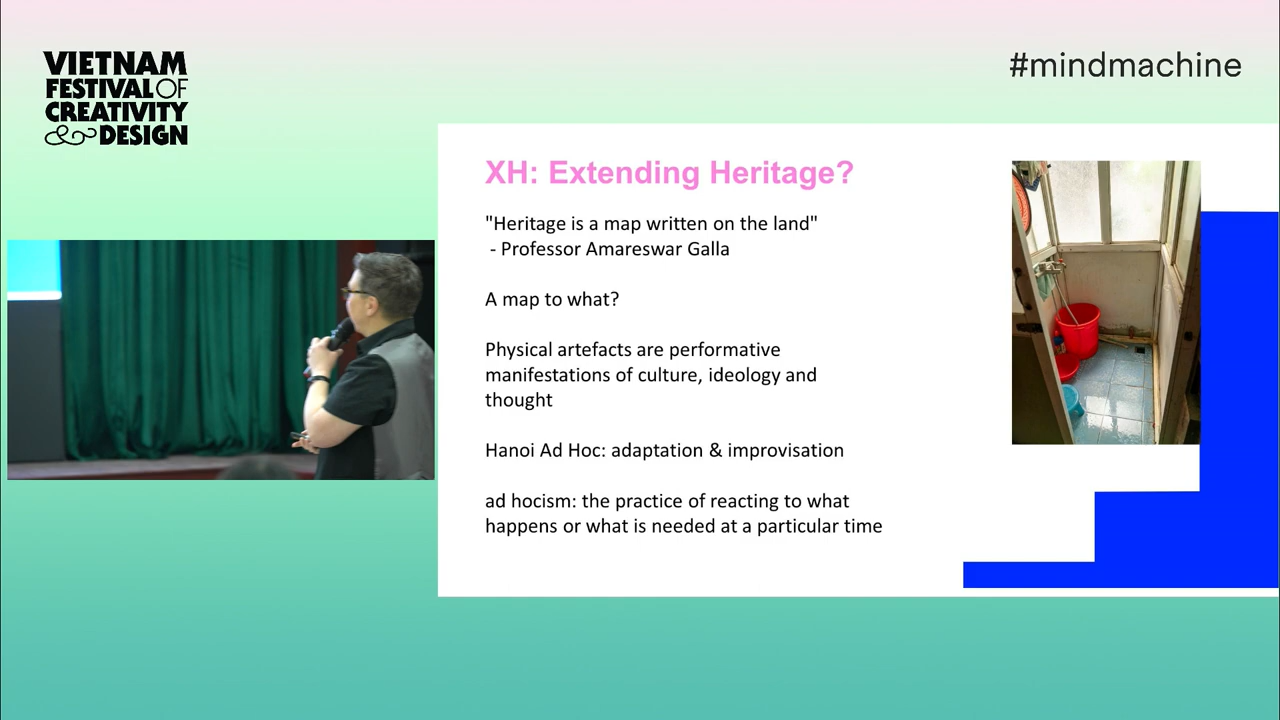 VIETNAM
FESTIVAL OF
CREATIVITY
& DESIGN
#mindmachine
XH: Extending Heritage?
"Heritage is a map written on the land"
- Professor Amareswar Galla
A map to what?
Physical artefacts are performative
manifestations of culture, ideology and
thought
Hanoi Ad Hoc: adaptation & improvisation
ad hocism: the practice of reacting to what
happens or what is needed at a particular time